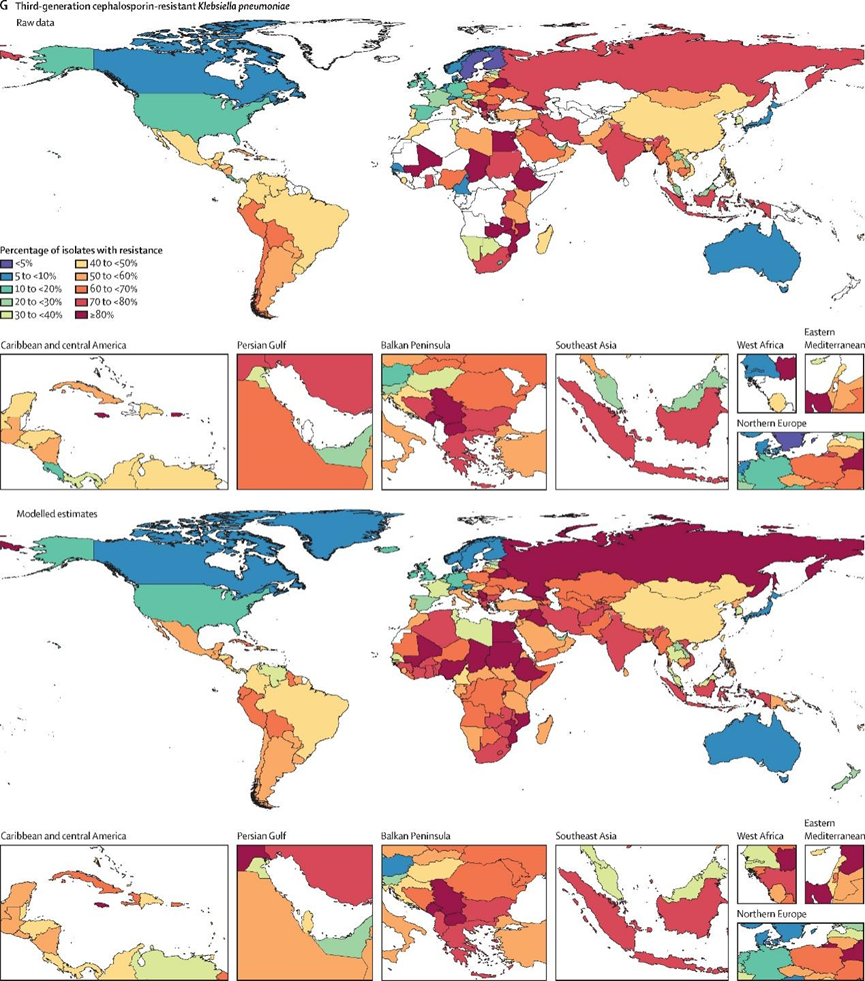 G Third-generation cephalosporin-resistant Klebsiella pneumoniae
Raw data
Percentage of isolates with resistance
<5%
5 to <10%
10 to <20%
20 to <30%
30 to <40%
40 to <50%
50 to <60%
60 to <70%
70 to <80%
≥80%
Caribbean and central America
Persian Gulf
Balkan Peninsula
Southeast Asia
West Africa
Eastern
Mediterranean
Northern Europe
Modelled estimates
Caribbean and central America
Persian Gulf
Balkan Peninsula
Southeast Asia
West Africa
Eastern
Mediterranean
Northern Europe